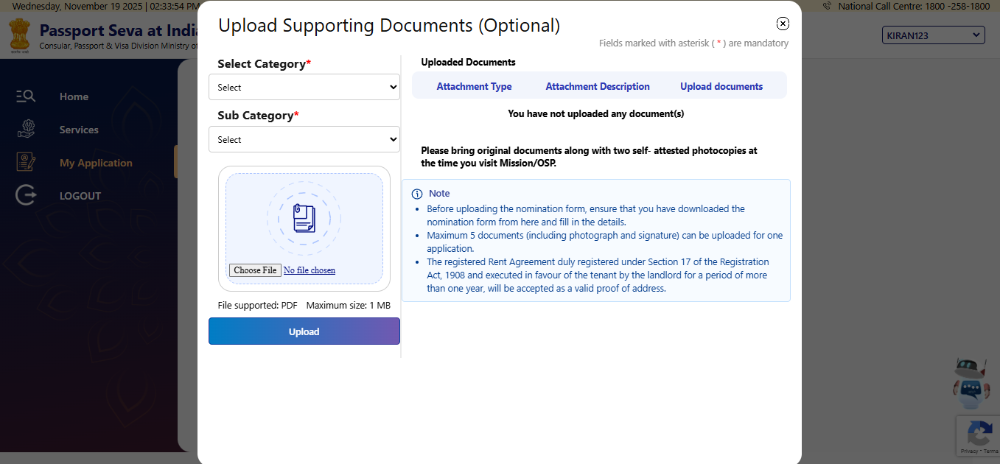 Wednesday, November 19 2025 | 02:33:54 PM
National Call Centre: 1800 -258-1800
Passport Seva at Indi
Consular, Passport & Visa Division Ministry of
KIRAN123
Home
Services
My Application
LOGOUT
Upload Supporting Documents (Optional)
Fields marked with asterisk ( * ) are mandatory
Select Category*
Select
Sub Category*
Select
Choose File No file chosen
File supported: PDF Maximum size: 1 MB
Upload
Uploaded Documents
Attachment Type Attachment Description Upload documents
You have not uploaded any document(s)
Please bring original documents along with two self- attested photocopies at
the time you visit Mission/OSP.
Note
Before uploading the nomination form, ensure that you have downloaded the
nomination form from here and fill in the details.
Maximum 5 documents (including photograph and signature) can be uploaded for one
application.
The registered Rent Agreement duly registered under Section 17 of the Registration
Act, 1908 and executed in favour of the tenant by the landlord for a period of more
than one year, will be accepted as a valid proof of address.
Privacy - Terms